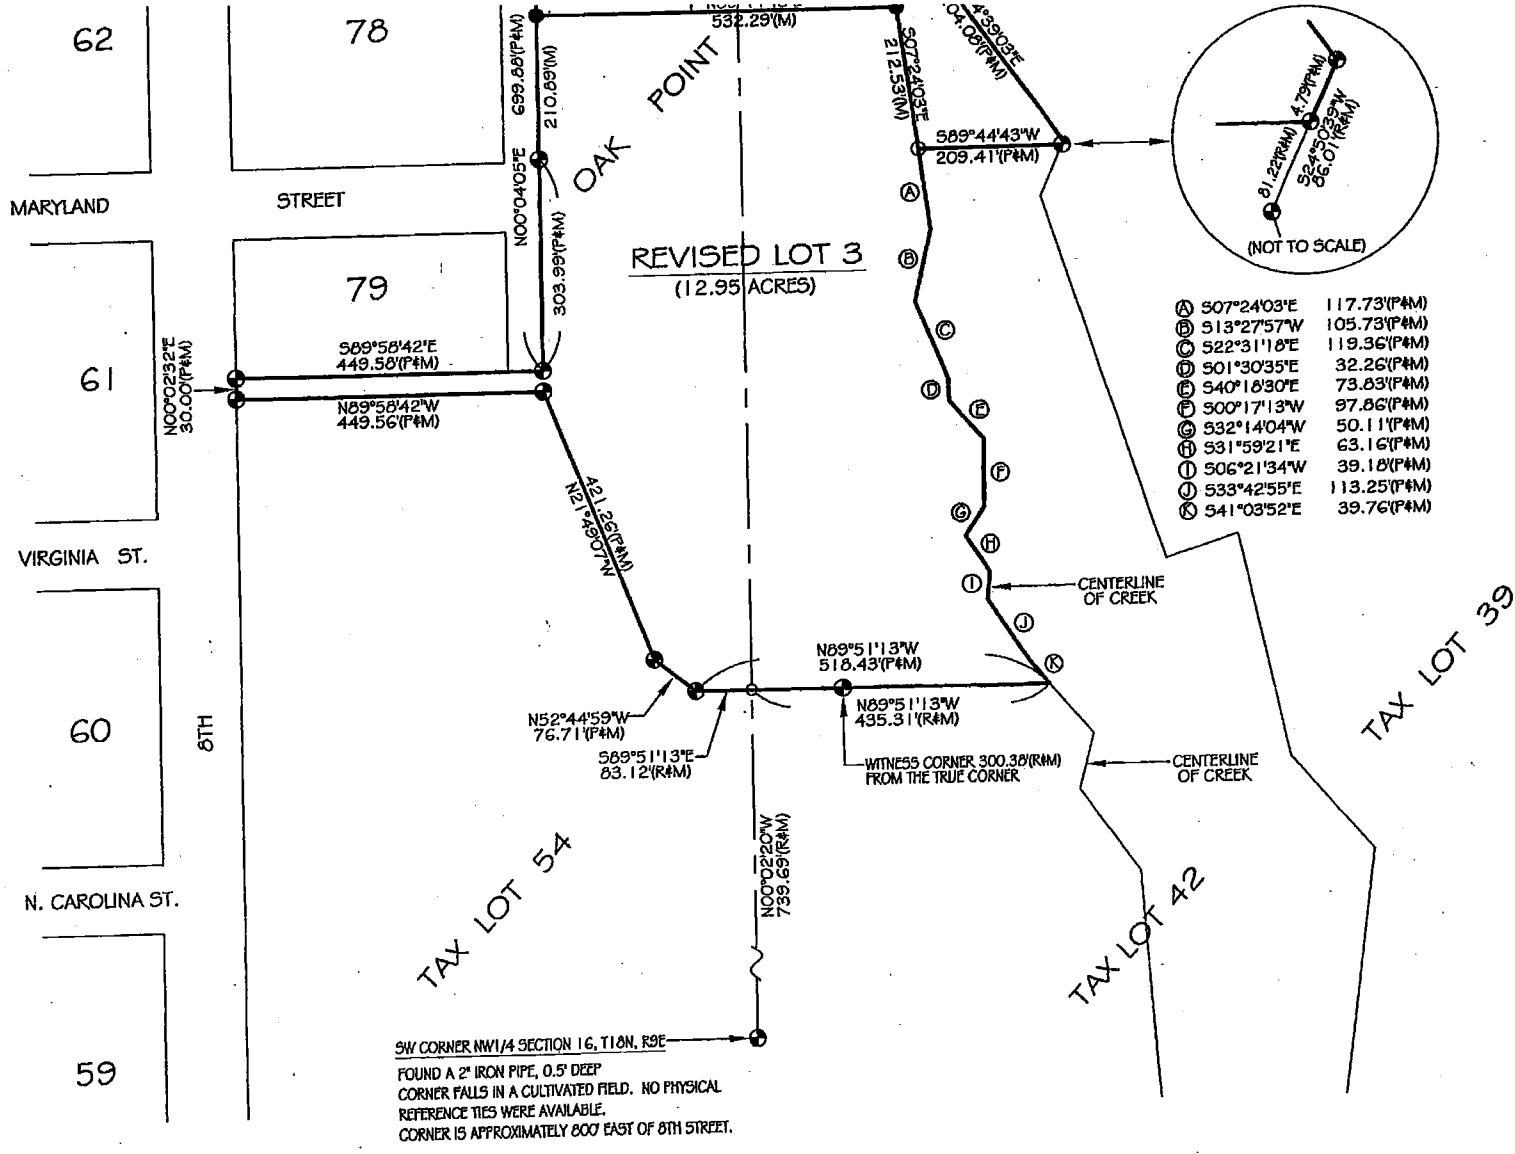 62
78
699.88'(P&M)
210.89'(M)
N00°04'05"E
303.99'(P&M)
532.29'(M)
OAK POINT
S07°24'03"E
212.53'(M)
4°39'03"E
04.08'(P&M)
S89°44'43"W
209.41'(P&M)
4.79'(P&M)
81.22'(R&M)
S24°50'39"W
86.01'(R&M)
(NOT TO SCALE)
MARYLAND STREET
REVISED LOT 3
(12.95 ACRES)
79
61
N00°02'32"E
30.00'(P&M)
S89°58'42"E
449.58'(P&M)
N89°58'42"W
449.56'(P&M)
A
B
C
D
E
F
G
H
I
J
K
A S07°24'03"E 117.73'(P&M)
B S13°27'57"W 105.73'(P&M)
C S22°31'18"E 119.36'(P&M)
D S01°30'35"E 32.26'(P&M)
E S40°18'30"E 73.83'(P&M)
F S00°17'13"W 97.86'(P&M)
G S32°14'04"W 50.11'(P&M)
H S31°59'21"E 63.16'(P&M)
I S06°21'34"W 39.18'(P&M)
J S33°42'55"E 113.25'(P&M)
K S41°03'52"E 39.76'(P&M)
421.26'(P&M)
N21°49'07"W
VIRGINIA ST.
CENTERLINE
OF CREEK
TAX LOT 39
N89°51'13"W
518.43'(P&M)
N89°51'13"W
435.31'(R&M)
N52°44'59"W
76.71'(P&M)
S89°51'13"E
83.12'(R&M)
WITNESS CORNER 300.38'(R&M)
FROM THE TRUE CORNER
CENTERLINE
OF CREEK
60
8TH
N00°02'20"W
739.69'(R&M)
TAX LOT 54
TAX LOT 42
N. CAROLINA ST.
59
SW CORNER NW1/4 SECTION 16, T18N, R9E
FOUND A 2" IRON PIPE, 0.5' DEEP
CORNER FALLS IN A CULTIVATED FIELD. NO PHYSICAL
REFERENCE TIES WERE AVAILABLE.
CORNER IS APPROXIMATELY 800' EAST OF 8TH STREET.